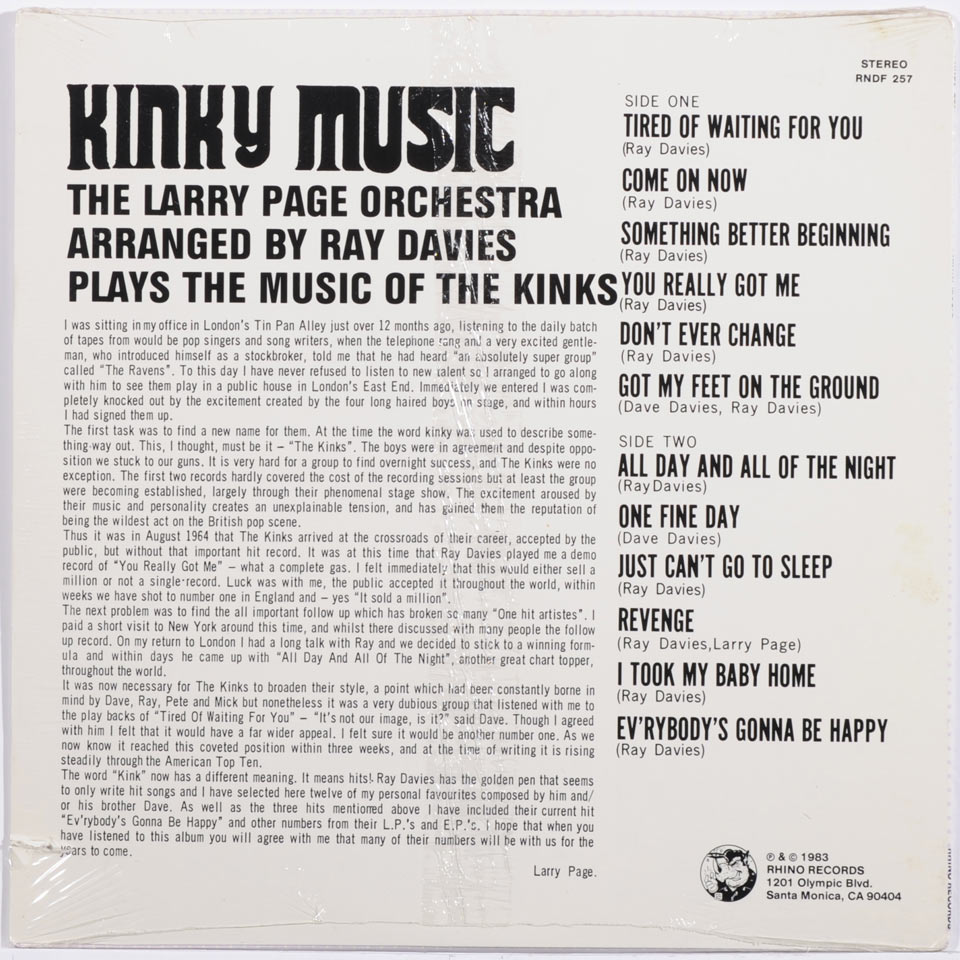 STEREO
RNDF 257
KINKY MUSIC
THE LARRY PAGE ORCHESTRA
ARRANGED BY RAY DAVIES
PLAYS THE MUSIC OF THE KINKS
I was sitting in my office in London's Tin Pan Alley just over 12 months ago, listening to the daily batch
of tapes from would be pop singers and song writers, when the telephone rang and a very excited gentle-
man, who introduced himself as a stockbroker, told me that he had heard "an absolutely super group"
called "The Ravens". To this day I have never refused to listen to new talent so I arranged to go along
with him to see them play in a public house in London's East End. Immediately we entered I was com-
pletely knocked out by the excitement created by the four long haired boys on stage, and within hours
I had signed them up.
The first task was to find a new name for them. At the time the word kinky was used to describe some-
thing-way out. This, I thought, must be it – "The Kinks". The boys were in agreement and despite oppo-
sition we stuck to our guns. It is very hard for a group to find overnight success, and The Kinks were no
exception. The first two records hardly covered the cost of the recording sessions but at least the group
were becoming established, largely through their phenomenal stage show. The excitement aroused by
their music and personality creates an unexplainable tension, and has gained them the reputation of
being the wildest act on the British pop scene.
Thus it was in August 1964 that The Kinks arrived at the crossroads of their career, accepted by the
public, but without that important hit record. It was at this time that Ray Davies played me a demo
record of "You Really Got Me" – what a complete gas. I felt immediately that this would either sell a
million or not a single-record. Luck was with me, the public accepted it throughout the world, within
weeks we have shot to number one in England and – yes "It sold a million".
The next problem was to find the all important follow up which has broken so many "One hit artistes". I
paid a short visit to New York around this time, and whilst there discussed with many people the follow
up record. On my return to London I had a long talk with Ray and we decided to stick to a winning form-
ula and within days he came up with "All Day And All Of The Night", another great chart topper,
throughout the world.
It was now necessary for The Kinks to broaden their style, a point which had been constantly borne in
mind by Dave, Ray, Pete and Mick but nonetheless it was a very dubious group that listened with me to
the play backs of "Tired Of Waiting For You" – "It's not our image, is it?" said Dave. Though I agreed
with him I felt that it would have a far wider appeal. I felt sure it would be another number one. As we
now know it reached this coveted position within three weeks, and at the time of writing it is rising
steadily through the American Top Ten.
The word "Kink" now has a different meaning. It means hits! Ray Davies has the golden pen that seems
to only write hit songs and I have selected here twelve of my personal favourites composed by him and/
or his brother Dave. As well as the three hits mentioned above I have included their current hit
"Ev'rybody's Gonna Be Happy" and other numbers from their L.P.'s and E.P.'s. I hope that when you
have listened to this album you will agree with me that many of their numbers will be with us for the
years to come.
Larry Page.
SIDE ONE
TIRED OF WAITING FOR YOU
(Ray Davies)
COME ON NOW
(Ray Davies)
SOMETHING BETTER BEGINNING
(Ray Davies)
YOU REALLY GOT ME
(Ray Davies)
DON'T EVER CHANGE
(Ray Davies)
GOT MY FEET ON THE GROUND
(Dave Davies, Ray Davies)
SIDE TWO
ALL DAY AND ALL OF THE NIGHT
(Ray Davies)
ONE FINE DAY
(Dave Davies)
JUST CAN'T GO TO SLEEP
(Ray Davies)
REVENGE
(Ray Davies,Larry Page)
I TOOK MY BABY HOME
(Ray Davies)
EV'RYBODY'S GONNA BE HAPPY
(Ray Davies)
℗ & © 1983
RHINO RECORDS
1201 Olympic Blvd.
Santa Monica, CA 90404